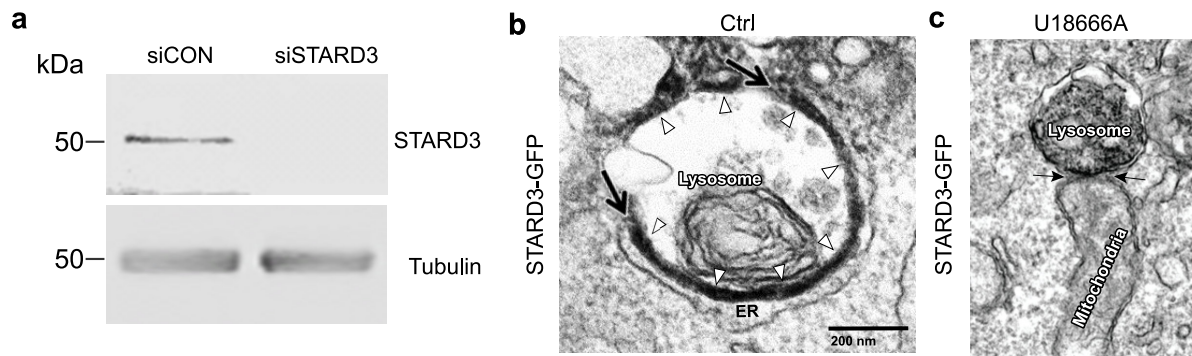 a
siCON siSTARD3
kDa
50
STARD3
50
Tubulin
b
Ctrl
STARD3-GFP
Lysosome
ER
200 nm
c
U18666A
STARD3-GFP
Lysosome
Mitochondria